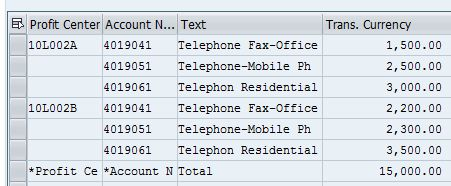 Profit Center Account N... Text Trans. Currency
10L002A 4019041 Telephone Fax-Office 1,500.00
4019051 Telephone-Mobile Ph 2,500.00
4019061 Telephon Residential 3,000.00
10L002B 4019041 Telephone Fax-Office 2,200.00
4019051 Telephone-Mobile Ph 2,300.00
4019061 Telephon Residential 3,500.00
*Profit Ce *Account N Total 15,000.00